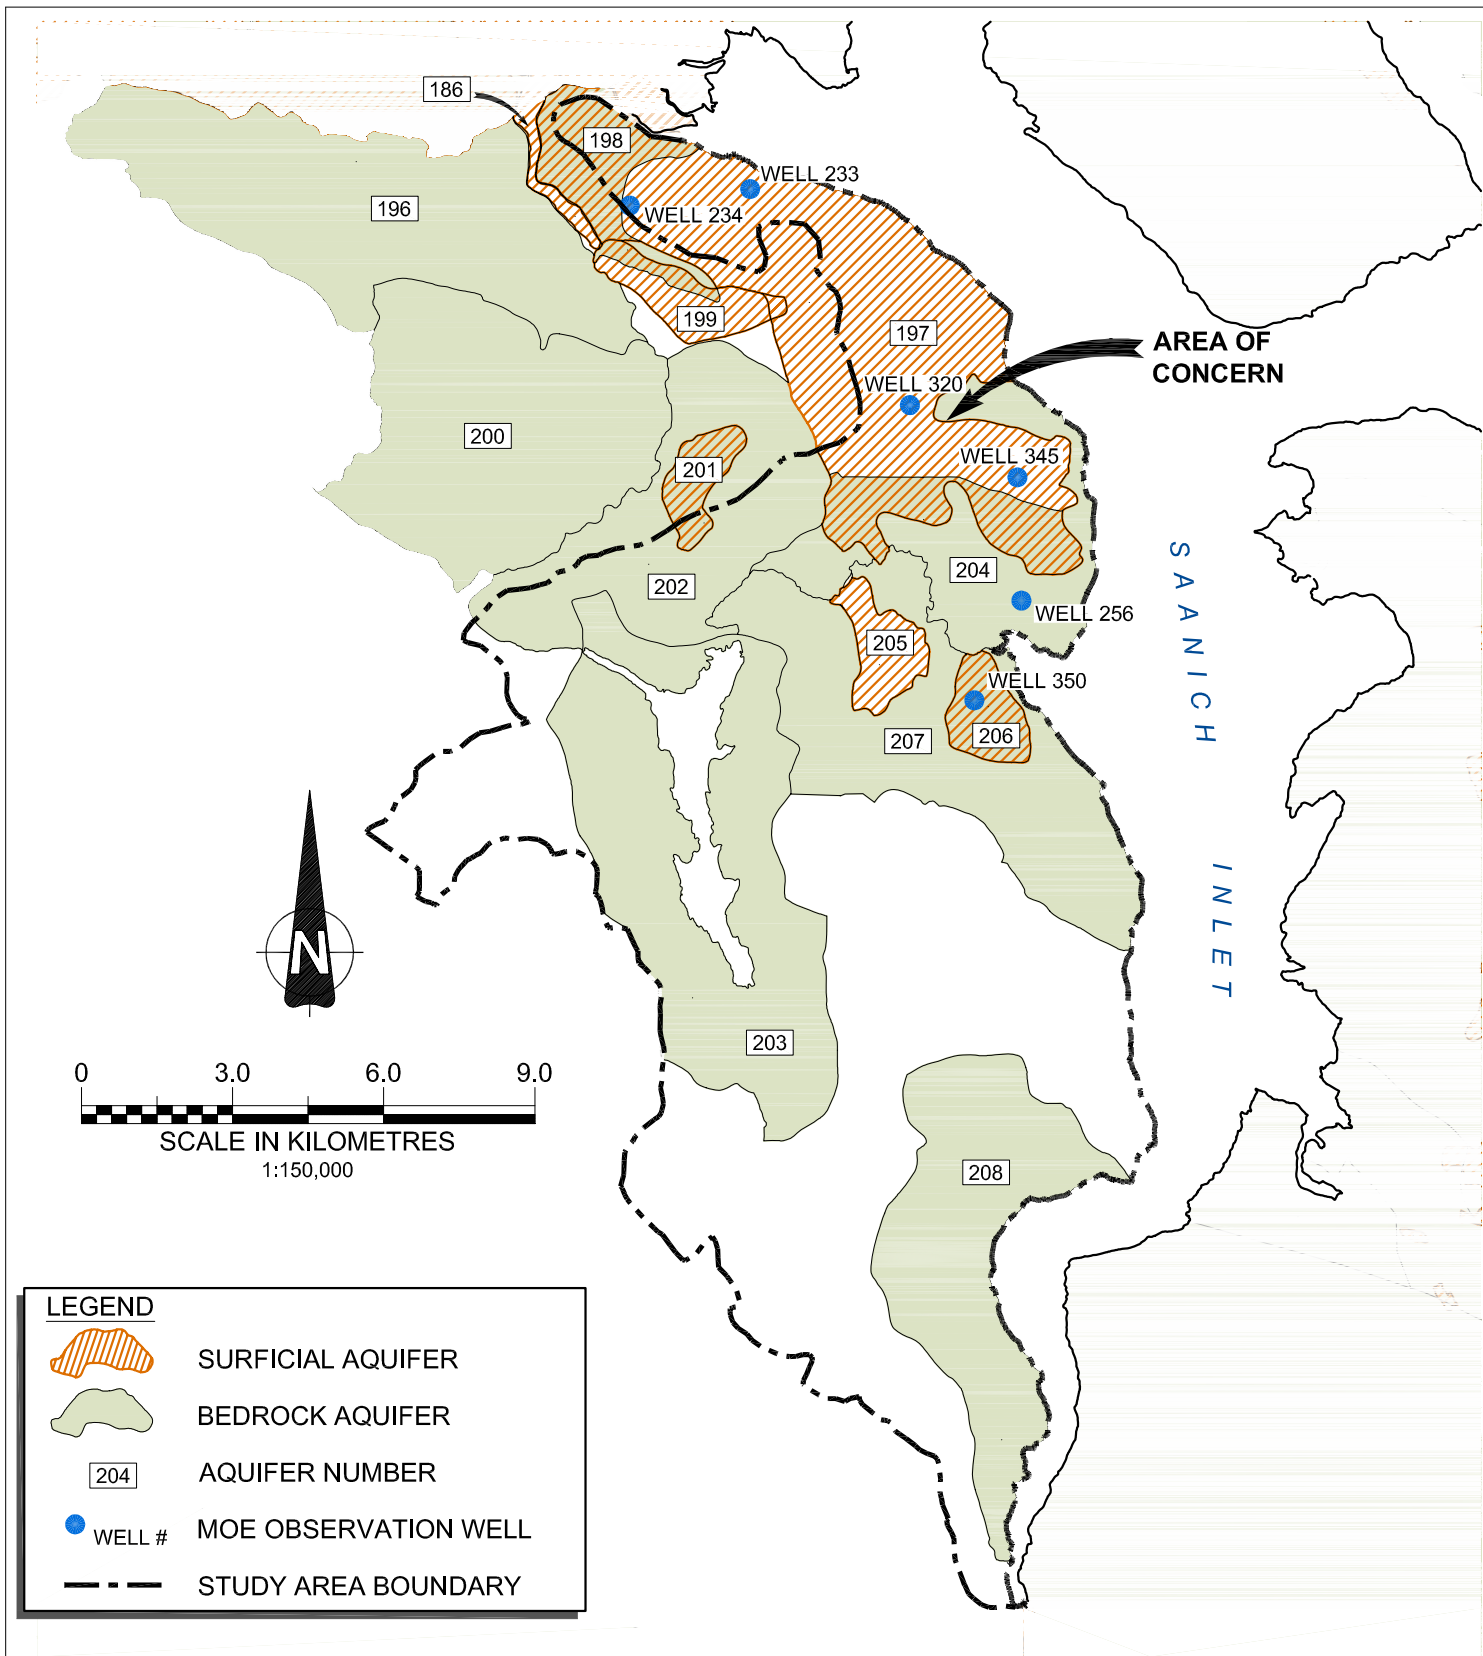 186
198
WELL 233
196
WELL 234
199
197
AREA OF
CONCERN
WELL 320
200
201
WELL 345
202
204
WELL 256
205
WELL 350
207
206
SAANICH
INLET
N
203
0 3.0 6.0 9.0
SCALE IN KILOMETRES
1:150,000
208
LEGEND
SURFICIAL AQUIFER
BEDROCK AQUIFER
204 AQUIFER NUMBER
WELL # MOE OBSERVATION WELL
STUDY AREA BOUNDARY